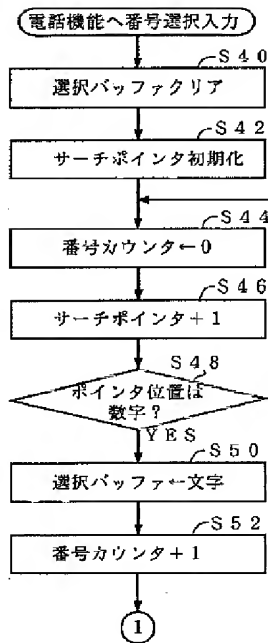 電話機能へ番号選択入力
S40
選択バッファクリア
S42
サーチポインタ初期化
S44
番号カウンタ←0
S46
サーチポインタ+1
S48
ポインタ位置は
数字?
YES
S50
選択バッファ←文字
S52
番号カウンタ+1
1